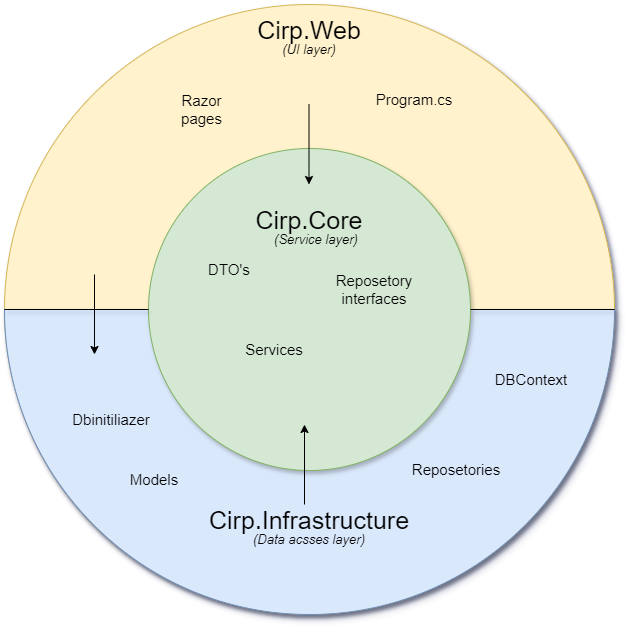 Cirp.Web
(UI layer)
Razor
pages
Program.cs
Cirp.Core
(Service layer)
DTO's
Reposetory
interfaces
Services
DBContext
Dbinitiliazer
Models
Reposetories
Cirp.Infrastructure
(Data acsses layer)